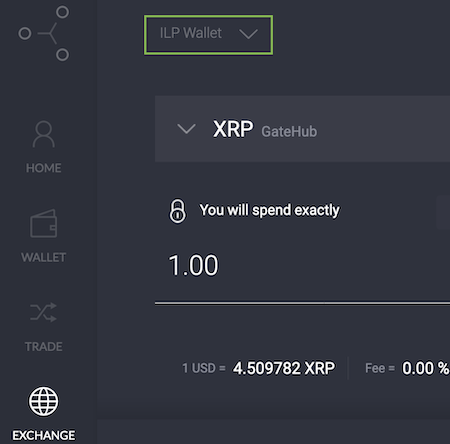 ILP Wallet
XRP GateHub
HOME
You will spend exactly
WALLET
1.00
TRADE
1 USD = 4.509782 XRP Fee = 0.00 %
EXCHANGE